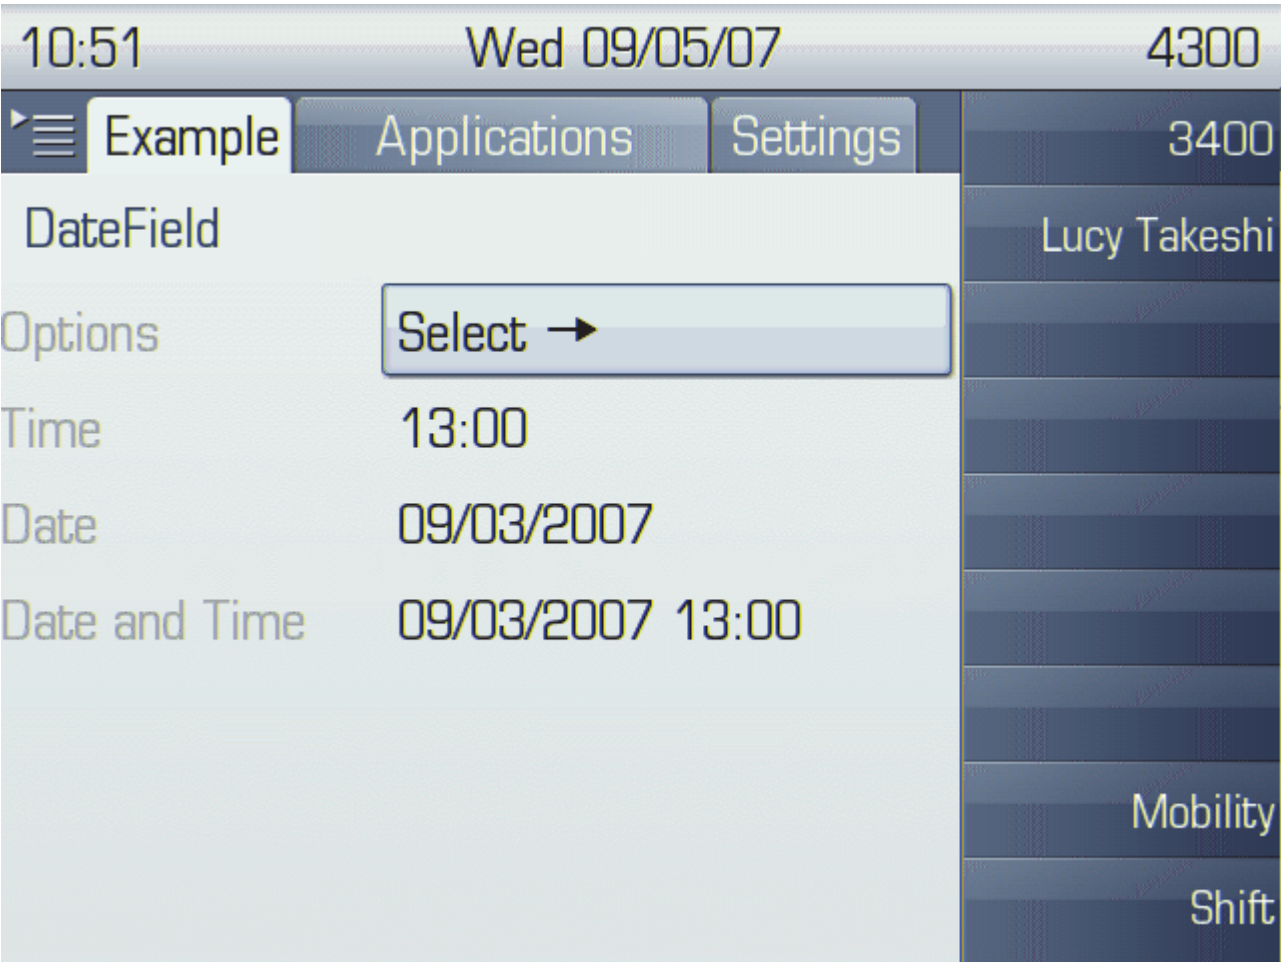 10:51 Wed 09/05/07 4300
Example Applications Settings
3400
DateField
Lucy Takeshi
Options Select →
Time 13:00
Date 09/03/2007
Date and Time 09/03/2007 13:00
Mobility
Shift